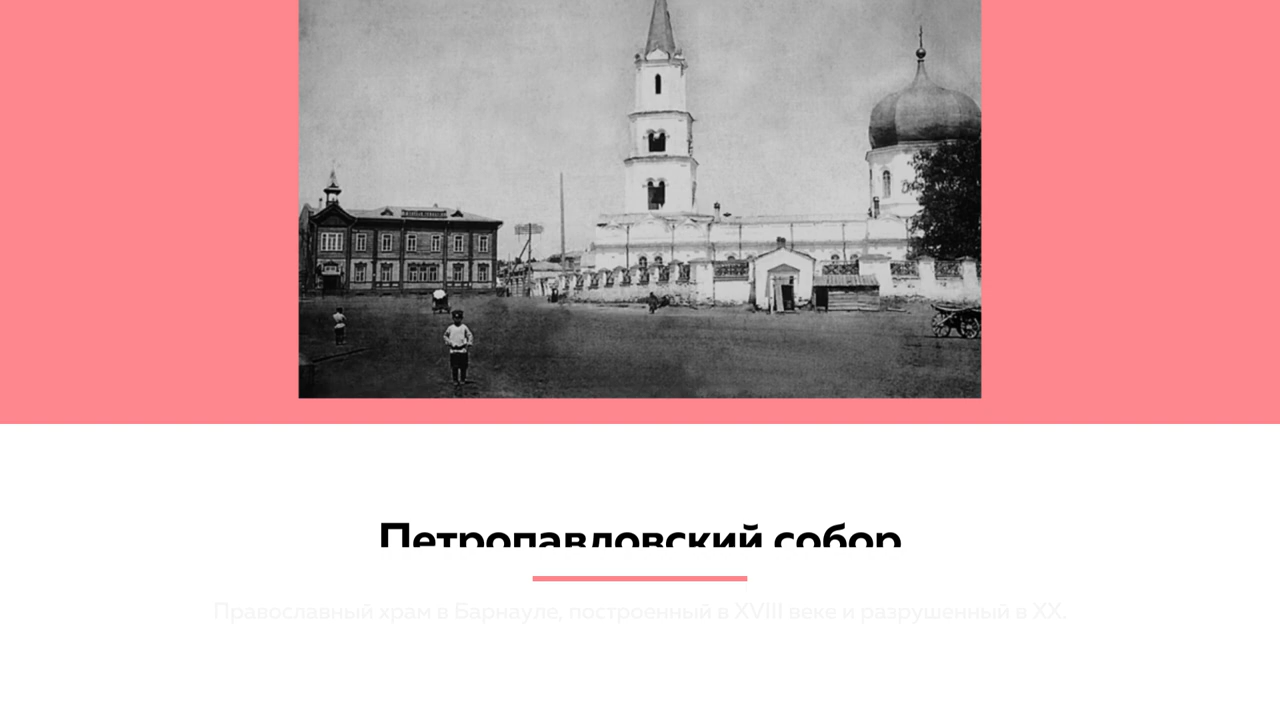 Петропавловский собор
Православный храм в Барнауле, построенный в XVIII веке и разрушенный в XX.